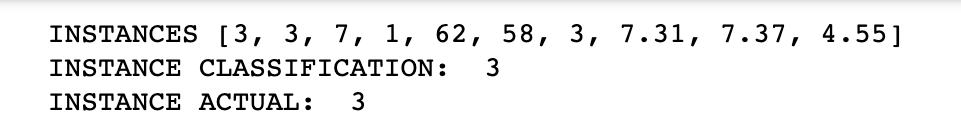 INSTANCES [3, 3, 7, 1, 62, 58, 3, 7.31, 7.37, 4.55]
INSTANCE CLASSIFICATION:  3
INSTANCE ACTUAL:  3